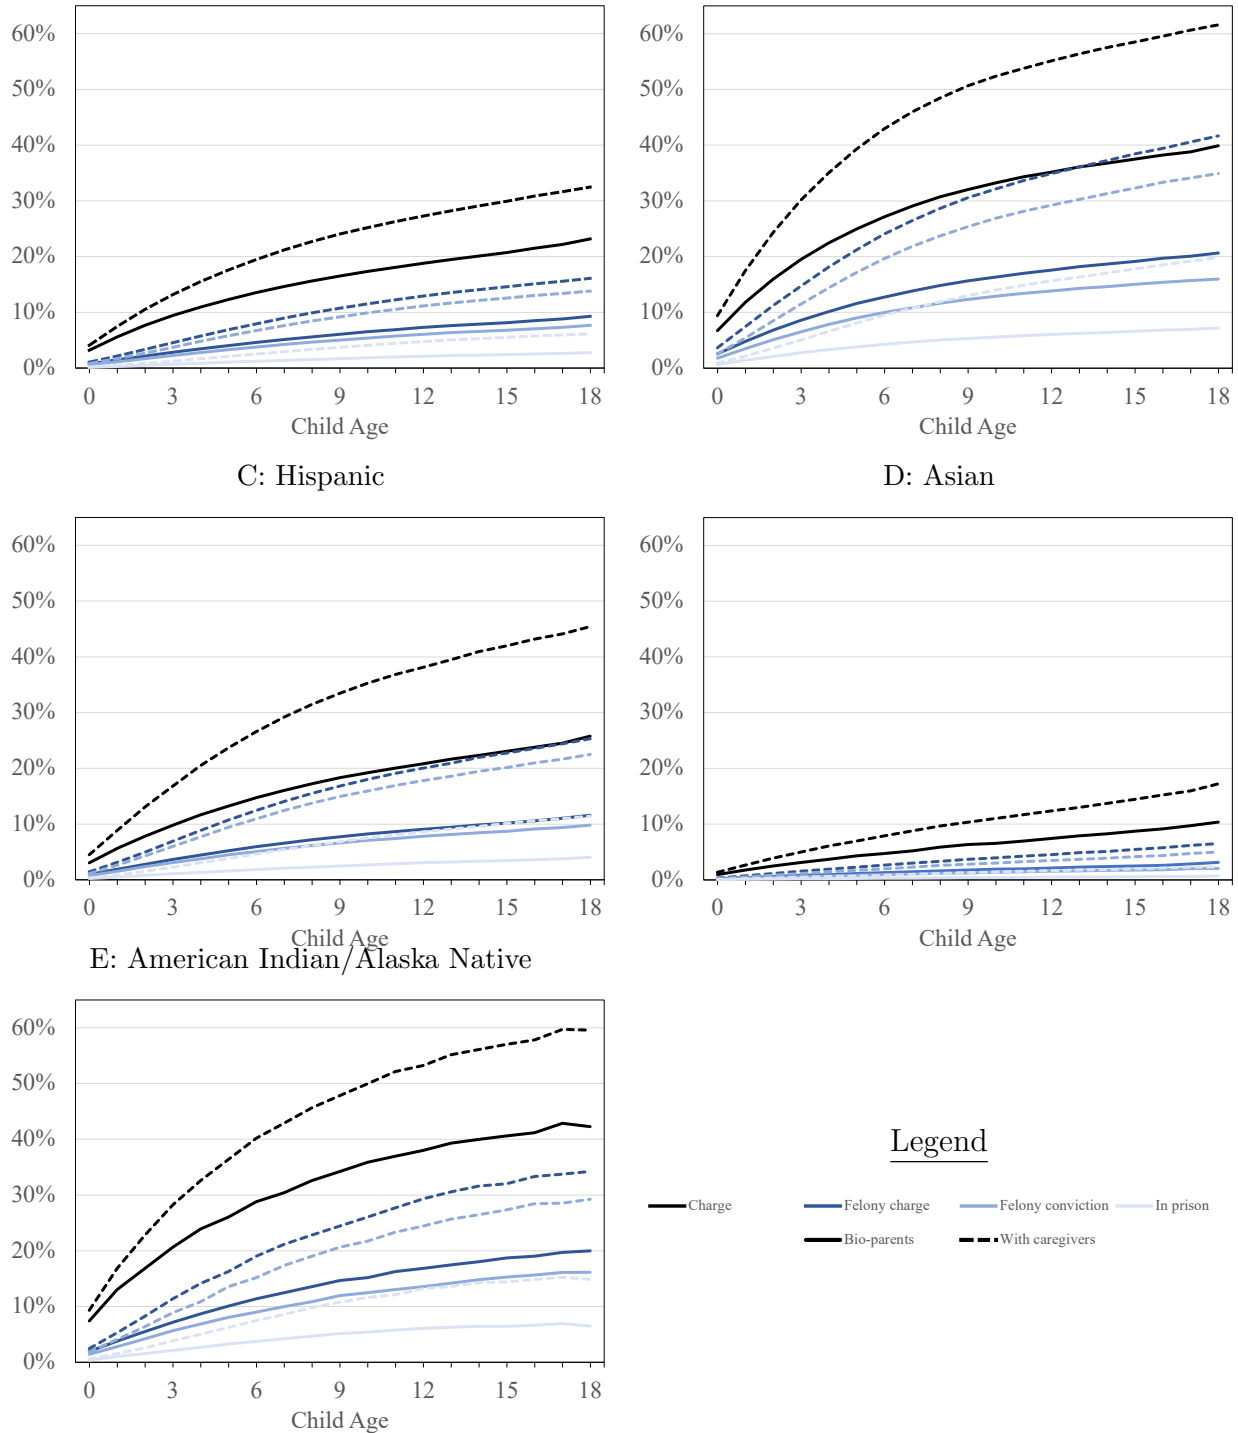 60%
50%
40%
30%
20%
10%
0%
0 3 6 9 12 15 18
Child Age
60%
50%
40%
30%
20%
10%
0%
0 3 6 9 12 15 18
Child Age
C: Hispanic
60%
50%
40%
30%
20%
10%
0%
0 3 6 9 12 15 18
Child Age
D: Asian
60%
50%
40%
30%
20%
10%
0%
0 3 6 9 12 15 18
Child Age
E: American Indian/Alaska Native
60%
50%
40%
30%
20%
10%
0%
0 3 6 9 12 15 18
Child Age
Legend
Charge Felony charge Felony conviction In prison
Bio-parents With caregivers